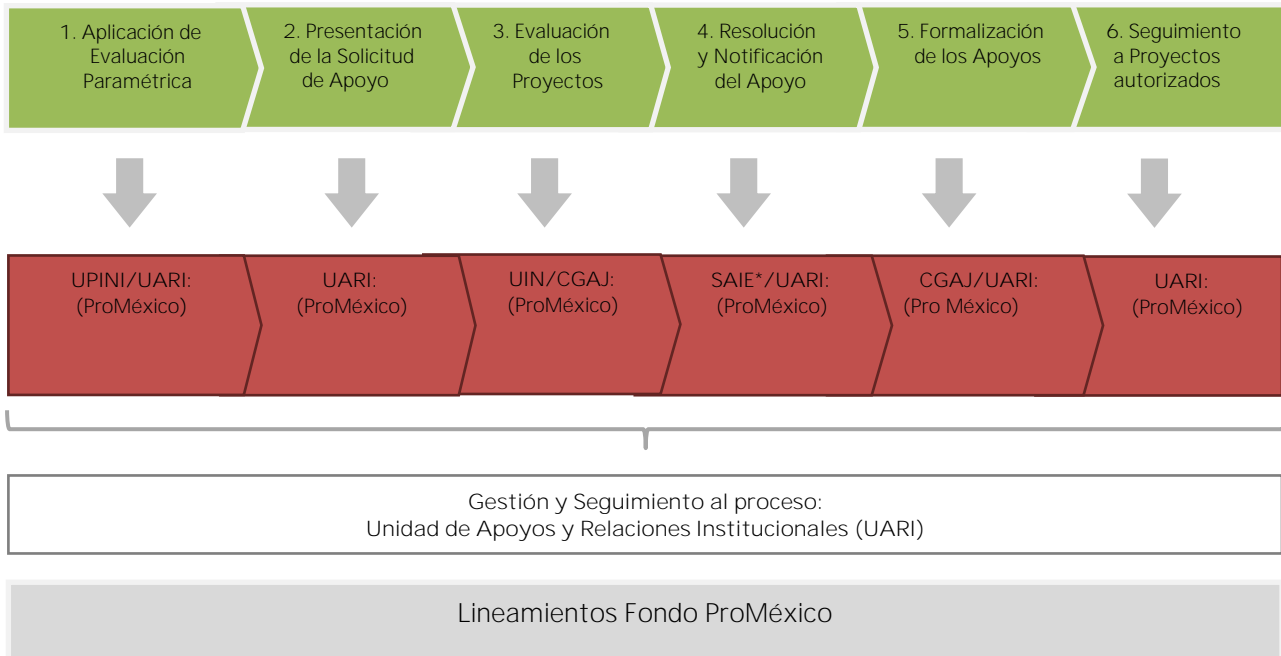 1. Aplicación de
Evaluación
Paramétrica
2. Presentación
de la Solicitud
de Apoyo
3. Evaluación
de los
Proyectos
4. Resolución
y Notificación
del Apoyo
5. Formalización
de los Apoyos
6. Seguimiento
a Proyectos
autorizados
UPINI/UARI:
(ProMéxico)
UARI:
(ProMéxico)
UIN/CGAJ:
(ProMéxico)
SAIE*/UARI:
(ProMéxico)
CGAJ/UARI:
(Pro México)
UARI:
(ProMéxico)
Gestión y Seguimiento al proceso:
Unidad de Apoyos y Relaciones Institucionales (UARI)
Lineamientos Fondo ProMéxico